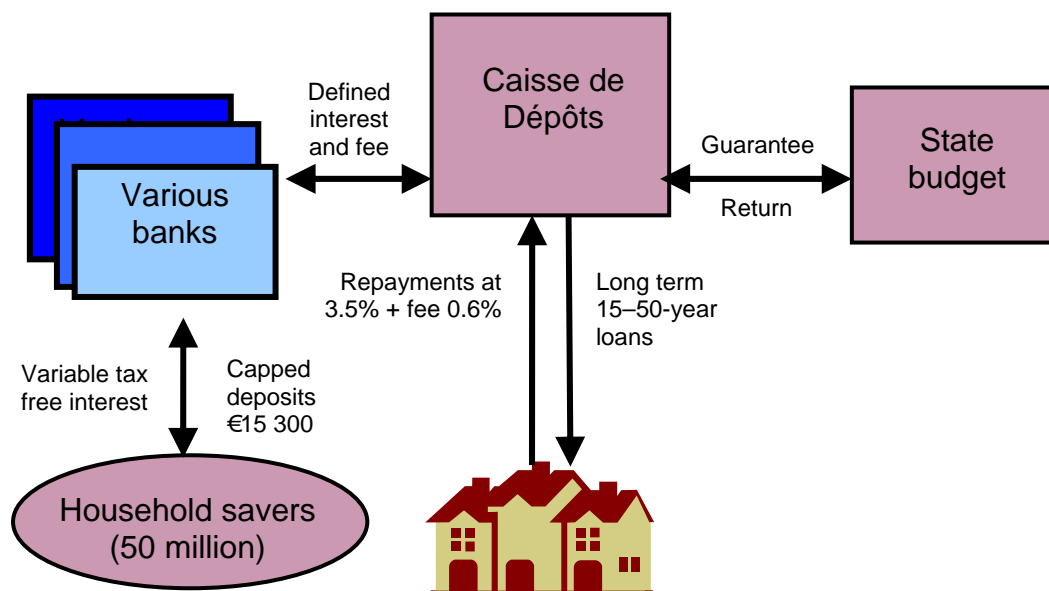 Caisse de
Dépôts
Defined
interest
and fee
Guarantee
Return
State
budget
Various
banks
Repayments at
3.5% + fee 0.6%
Long term
15–50-year
loans
Variable tax
free interest
Capped
deposits
€15 300
Household savers
(50 million)